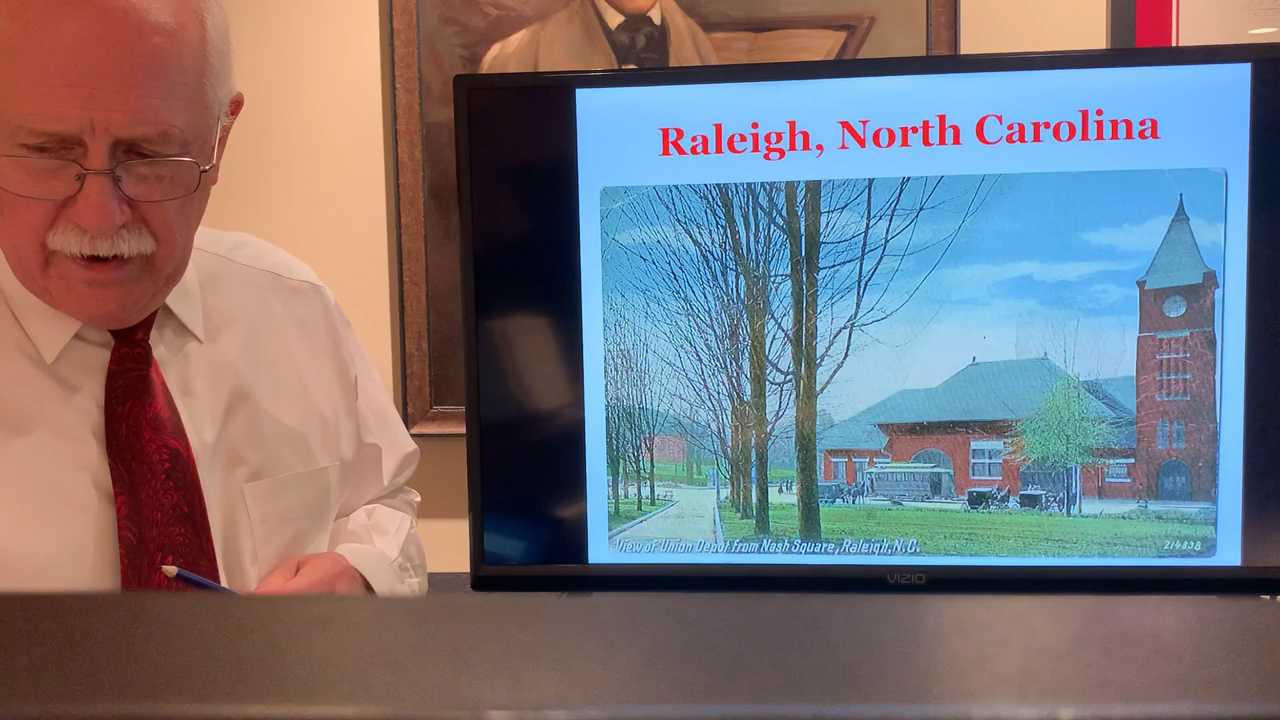 Raleigh, North Carolina
View of Union Depot from Nash Square, Raleigh, N.C.
214838
VIZIO